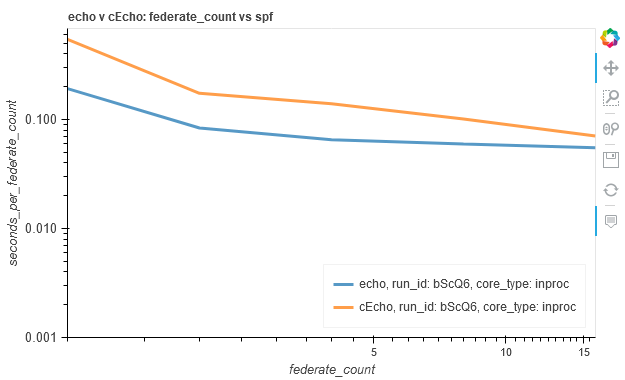 echo v cEcho: federate_count vs spf
seconds_per_federate_count
0.100
0.010
0.001
echo, run_id: bScQ6, core_type: inproc
cEcho, run_id: bScQ6, core_type: inproc
5
10
15
federate_count